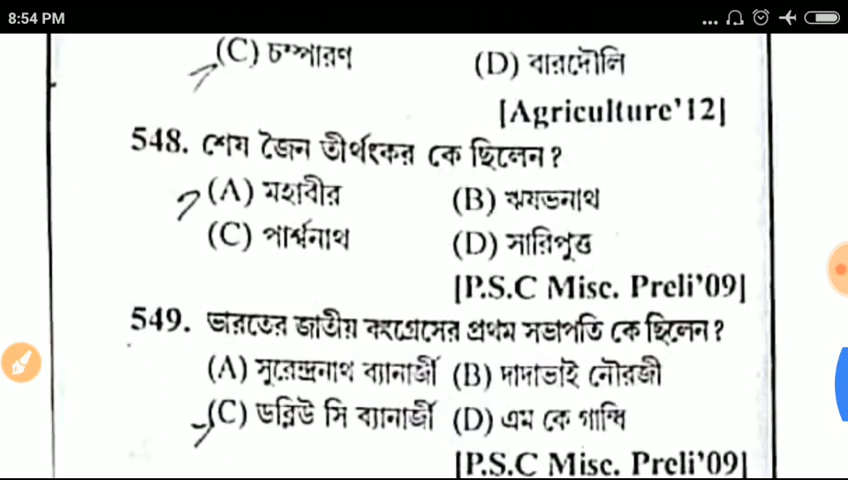 8:54 PM
(C) চম্পারণ (D) বারদৌলি
[Agriculture'12]
548. শেষ জৈন তীর্থংকর কে ছিলেন?
(A) মহাবীর (B) ঋষভনাথ
(C) পার্শ্বনাথ (D) সারিপুত্ত
[P.S.C Misc. Preli'09]
549. ভারতের জাতীয় কংগ্রেসের প্রথম সভাপতি কে ছিলেন?
(A) সুরেন্দ্রনাথ ব্যানার্জী (B) দাদাভাই নৌরজী
(C) ডব্লিউ সি ব্যানার্জী (D) এম কে গান্ধি
[P.S.C Misc. Preli'09]